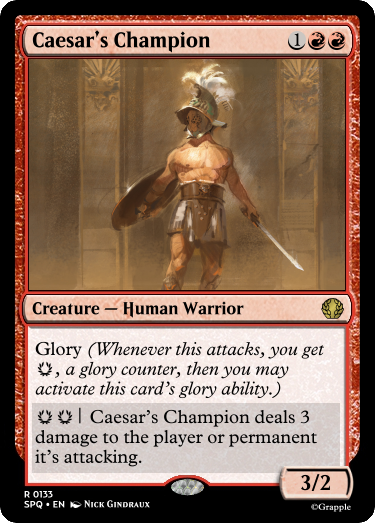 Caesar's Champion 1
Creature — Human Warrior
Glory (Whenever this attacks, you get
, a glory counter, then you may
activate this card's glory ability.)
| Caesar's Champion deals 3
damage to the player or permanent
it's attacking.
3/2
R 0133
SPQ • EN Nick Gindraux
©Grapple